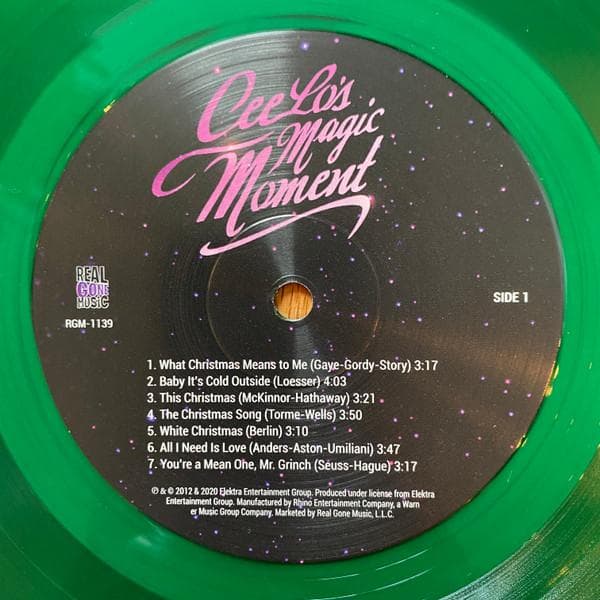 CeeLo's
Magic
Moment
REAL
GONE
MUSIC
RGM-1139
SIDE 1
1. What Christmas Means to Me (Gaye-Gordy-Story) 3:17
2. Baby It's Cold Outside (Loesser) 4:03
3. This Christmas (McKinnor-Hathaway) 3:21
4. The Christmas Song (Torme-Wells) 3:50
5. White Christmas (Berlin) 3:10
6. All I Need Is Love (Anders-Aston-Umiliani) 3:47
7. You're a Mean Ohe, Mr. Grinch (Seuss-Hague) 3:17
℗ & © 2012 & 2020 Elektra Entertainment Group. Produced under license from Elektra
Entertainment Group. Manufactured by Rhino Entertainment Company, a Warn
er Music Group Company, Marketed by Real Gone Music, L.L.C.